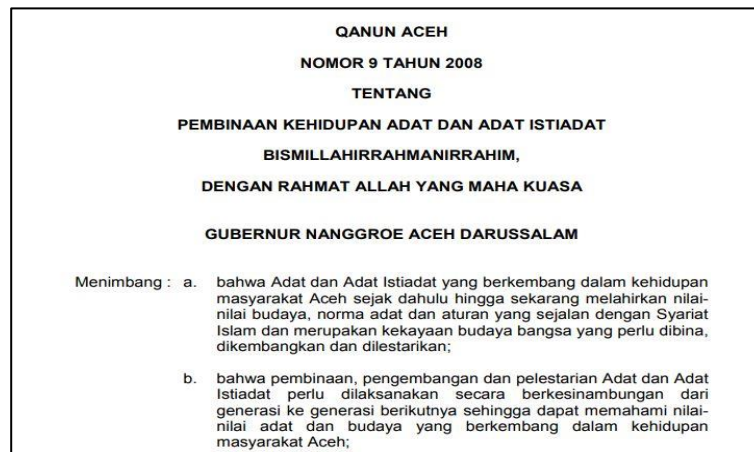 QANUN ACEH
NOMOR 9 TAHUN 2008
TENTANG
PEMBINAAN KEHIDUPAN ADAT DAN ADAT ISTIADAT
BISMILLAHIRRAHMANIRRAHIM,
DENGAN RAHMAT ALLAH YANG MAHA KUASA
GUBERNUR NANGGROE ACEH DARUSSALAM
Menimbang : a. bahwa Adat dan Adat Istiadat yang berkembang dalam kehidupan
masyarakat Aceh sejak dahulu hingga sekarang melahirkan nilai-
nilai budaya, norma adat dan aturan yang sejalan dengan Syariat
Islam dan merupakan kekayaan budaya bangsa yang perlu dibina,
dikembangkan dan dilestarikan;
b. bahwa pembinaan, pengembangan dan pelestarian Adat dan Adat
Istiadat perlu dilaksanakan secara berkesinambungan dari
generasi ke generasi berikutnya sehingga dapat memahami nilai-
nilai adat dan budaya yang berkembang dalam kehidupan
masyarakat Aceh;